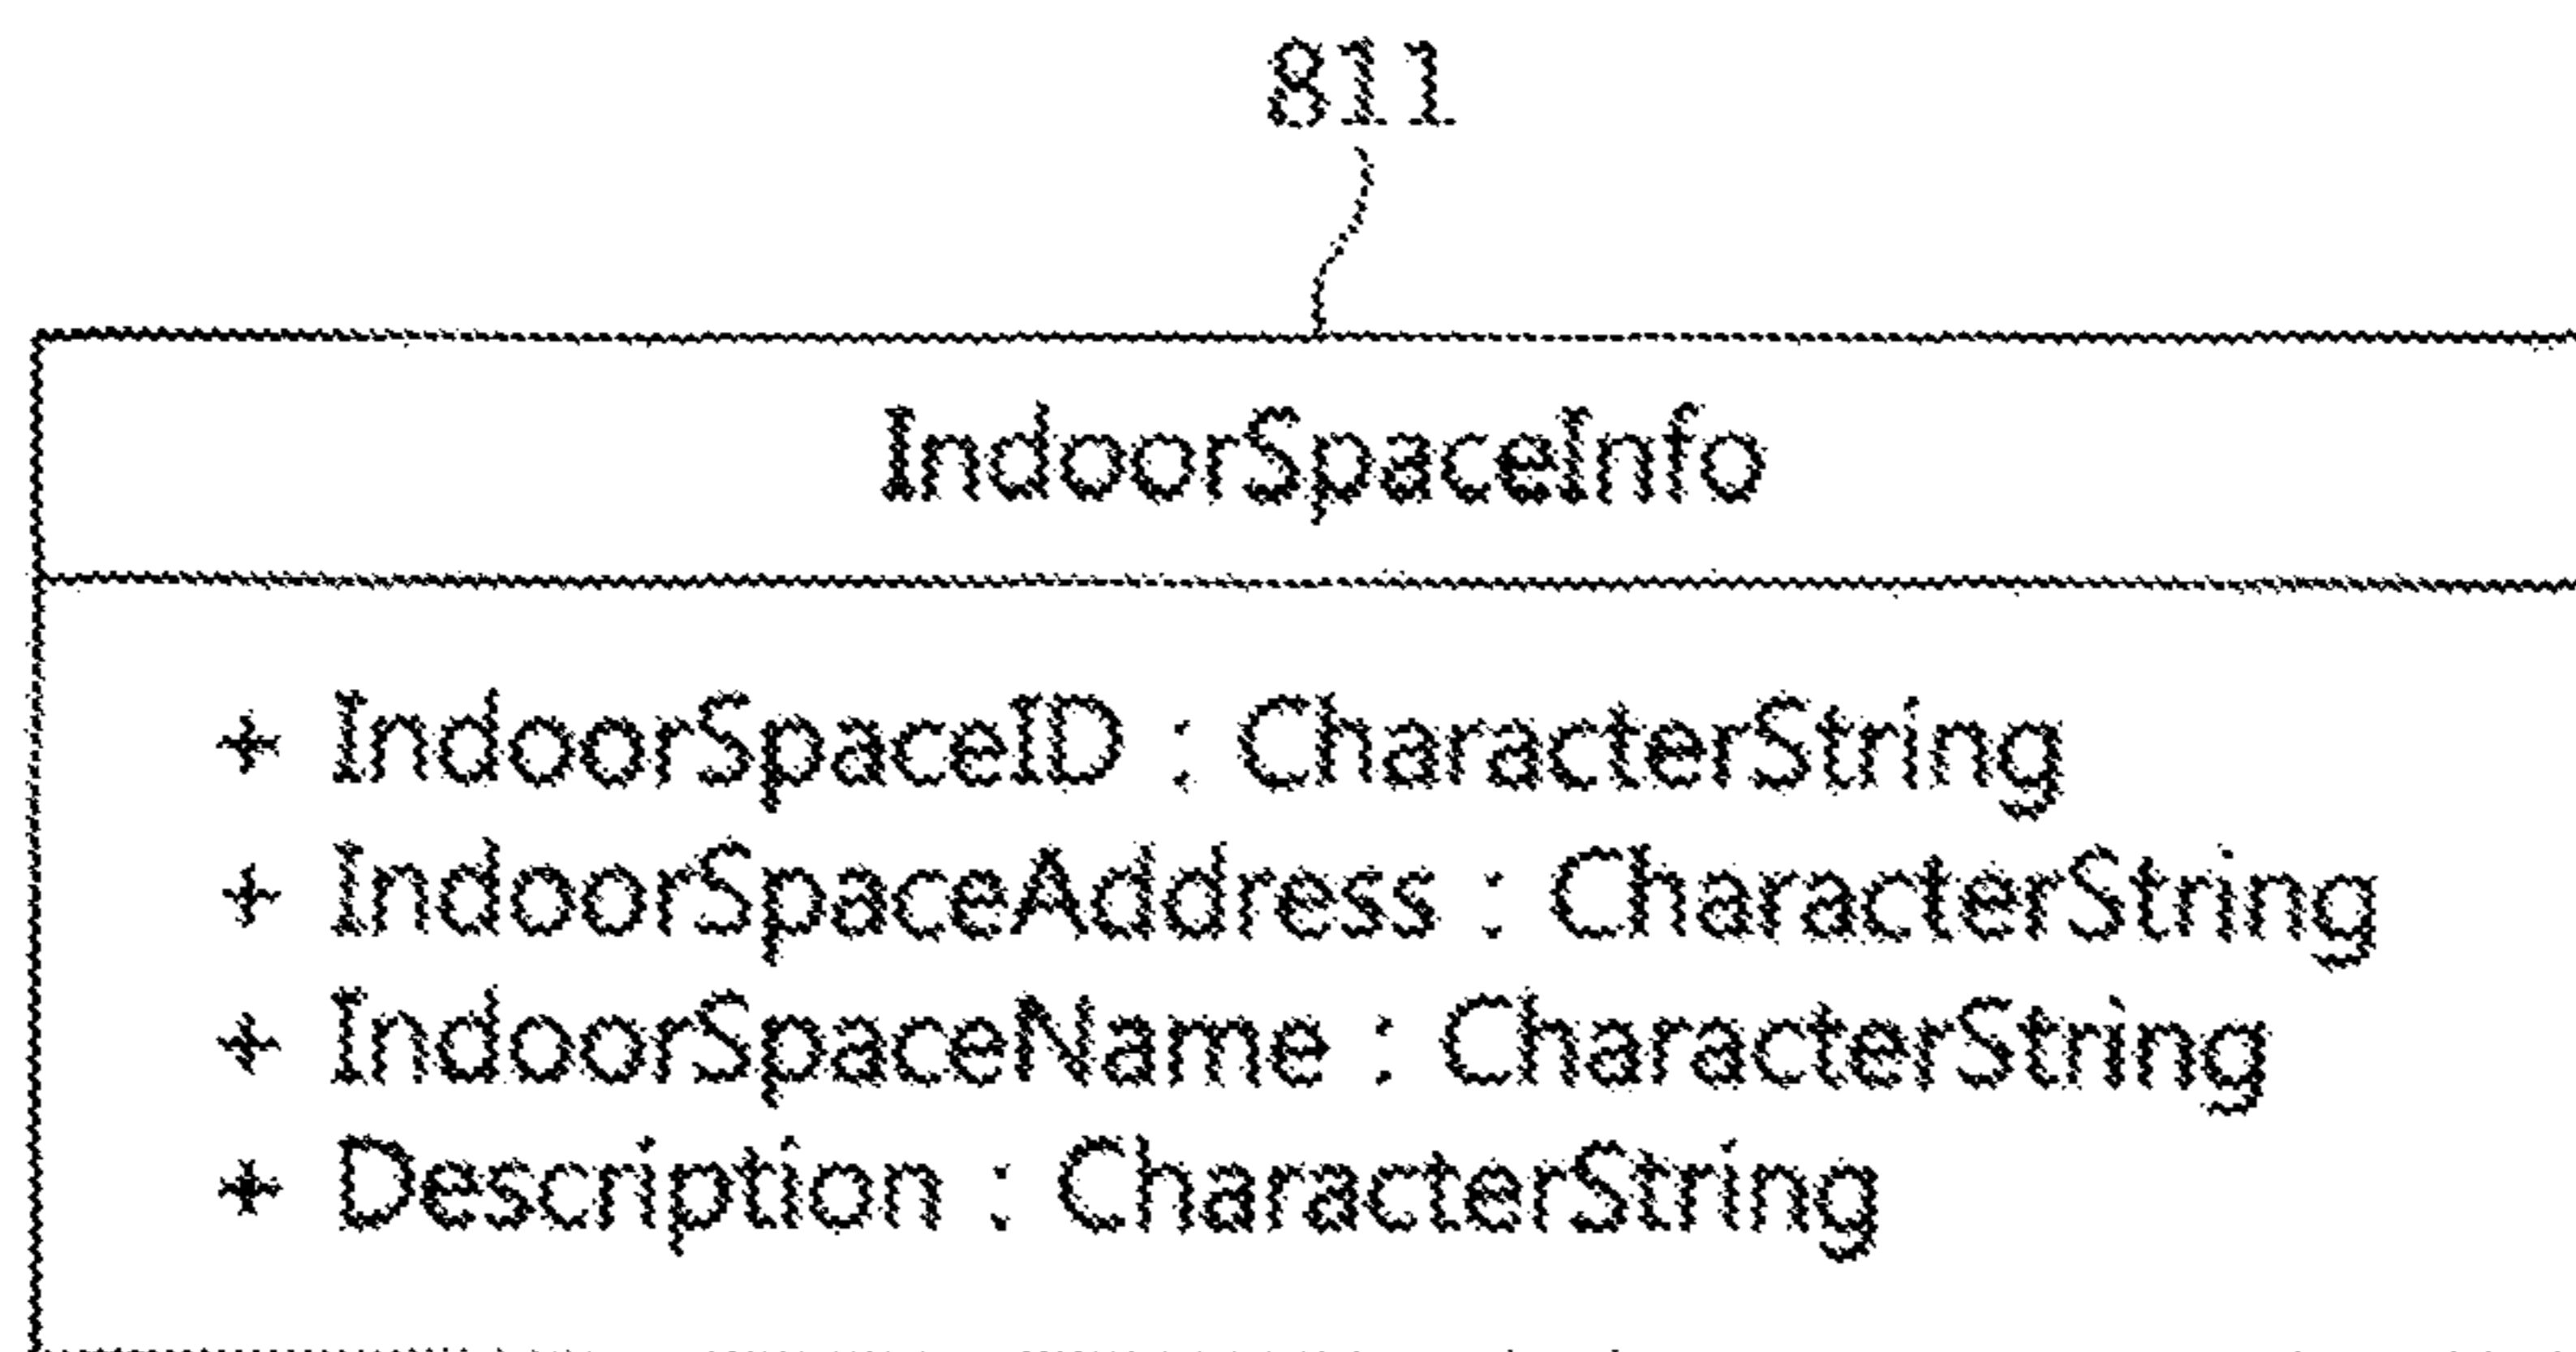 811
IndoorSpaceInfo
+ IndoorSpaceID : CharacterString
+ IndoorSpaceAddress : CharacterString
+ IndoorSpaceName : CharacterString
+ Description : CharacterString